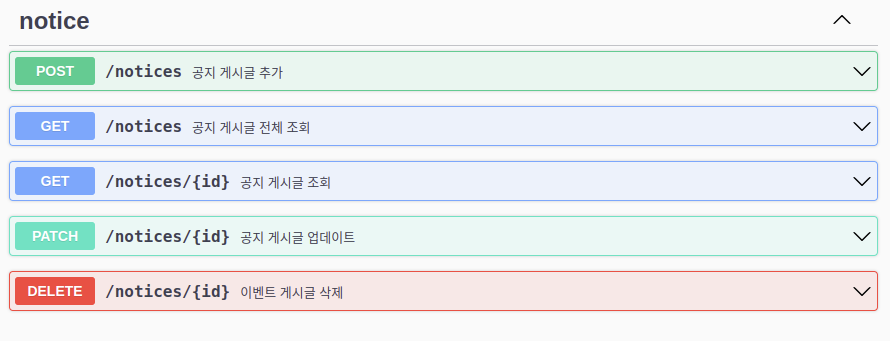 notice
POST /notices 공지 게시글 추가
GET /notices 공지 게시글 전체 조회
GET /notices/{id} 공지 게시글 조회
PATCH /notices/{id} 공지 게시글 업데이트
DELETE /notices/{id} 이벤트 게시글 삭제